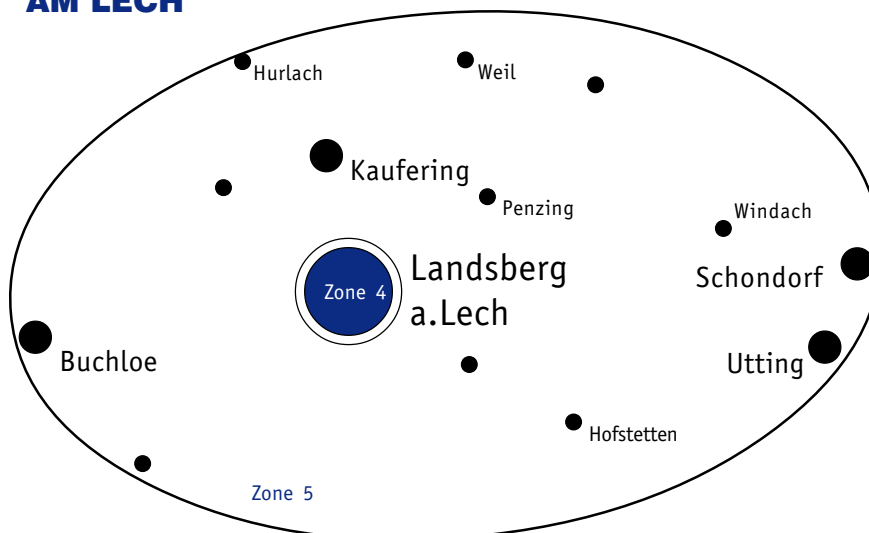 AM LECH
Hurlach
Weil
Kaufering
Penzing
Windach
Landsberg
a.Lech
Schondorf
Zone 4
Buchloe
Utting
Hofstetten
Zone 5